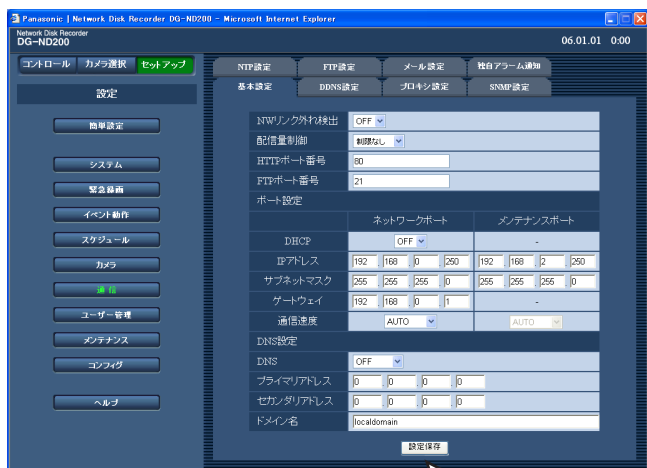 Panasonic | Network Disk Recorder DG-ND200 - Microsoft Internet Explorer
Network Disk Recorder
DG-ND200
06.01.01 0:00
コントロール カメラ選択 セットアップ
設定
簡単設定
システム
緊急録画
イベント動作
スケジュール
カメラ
通信
ユーザー管理
メンテナンス
コンフィグ
ヘルプ
NTP設定 FTP設定 メール設定 独自アラーム通知
基本設定 DDNS設定 プロキシ設定 SNMP設定
NWリンク外れ検出 OFF
配信量制御 制限なし
HTTPポート番号 80
FTPポート番号 21
ポート設定
ネットワークポート メンテナンスポート
DHCP OFF -
IPアドレス 192 . 168 . 0 . 250 192 . 168 . 2 . 250
サブネットマスク 255 . 255 . 255 . 0 255 . 255 . 255 . 0
ゲートウェイ 192 . 168 . 0 . 1 -
通信速度 AUTO AUTO
DNS設定
DNS OFF
プライマリアドレス 0 . 0 . 0 . 0
セカンダリアドレス 0 . 0 . 0 . 0
ドメイン名 localdomain
設定保存